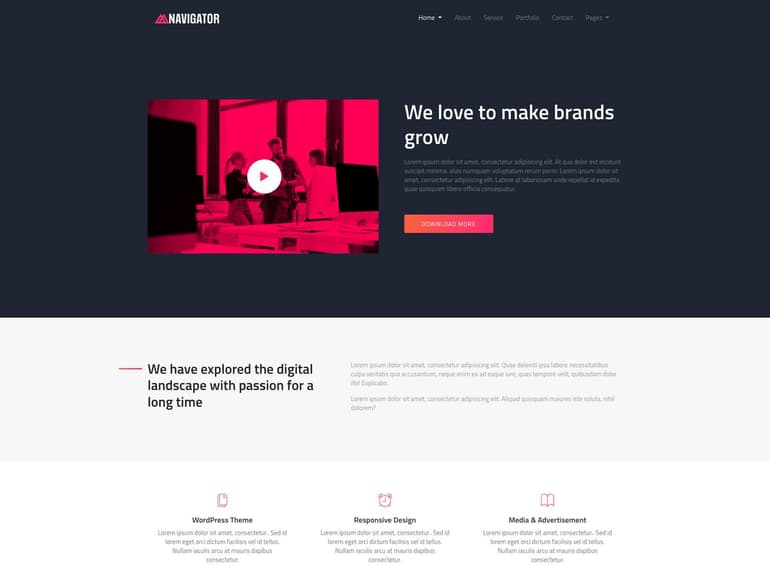 NAVIGATOR
Home About Service Portfolio Contact Pages
We love to make brands
grow
Lorem ipsum dolor sit amet, consectetur adipisicing elit. At quo dolor est incidunt
suscipit minima, alias numquam voluptatum rerum porro. Lorem ipsum dolor sit
amet, consectetur adipisicing elit. Labore at laboriosam unde repellat id expedita
quae quisquam libero officia consequatur.
DOWNLOAD MORE
We have explored the digital
landscape with passion for a
long time
Lorem ipsum dolor sit amet, consectetur adipisicing elit. Quae deleniti ipsa labore necessitatibus
culpa veritatis quo accusantium, neque enim ex ad eaque iure, quas tempore velit, quibusdam dolor
illo! Explicabo.
Lorem ipsum dolor sit amet, consectetur adipisicing elit. Aliquid quisquam maiores iste soluta, nihil
dolorem?
WordPress Theme
Lorem ipsum dolor sit amet, consectetur.. Sed id
lorem eget orci dictum, eleifend vel id tellus.
Nullam iaculis arcu at mauris dapibus
consectetur.
Responsive Design
Lorem ipsum dolor sit amet, consectetur.. Sed id
lorem eget orci dictum, eleifend vel id tellus.
Nullam iaculis arcu at mauris dapibus
consectetur.
Media & Advertisement
Lorem ipsum dolor sit amet, consectetur.. Sed id
lorem eget orci dictum, eleifend vel id tellus.
Nullam iaculis arcu at mauris dapibus
consectetur.